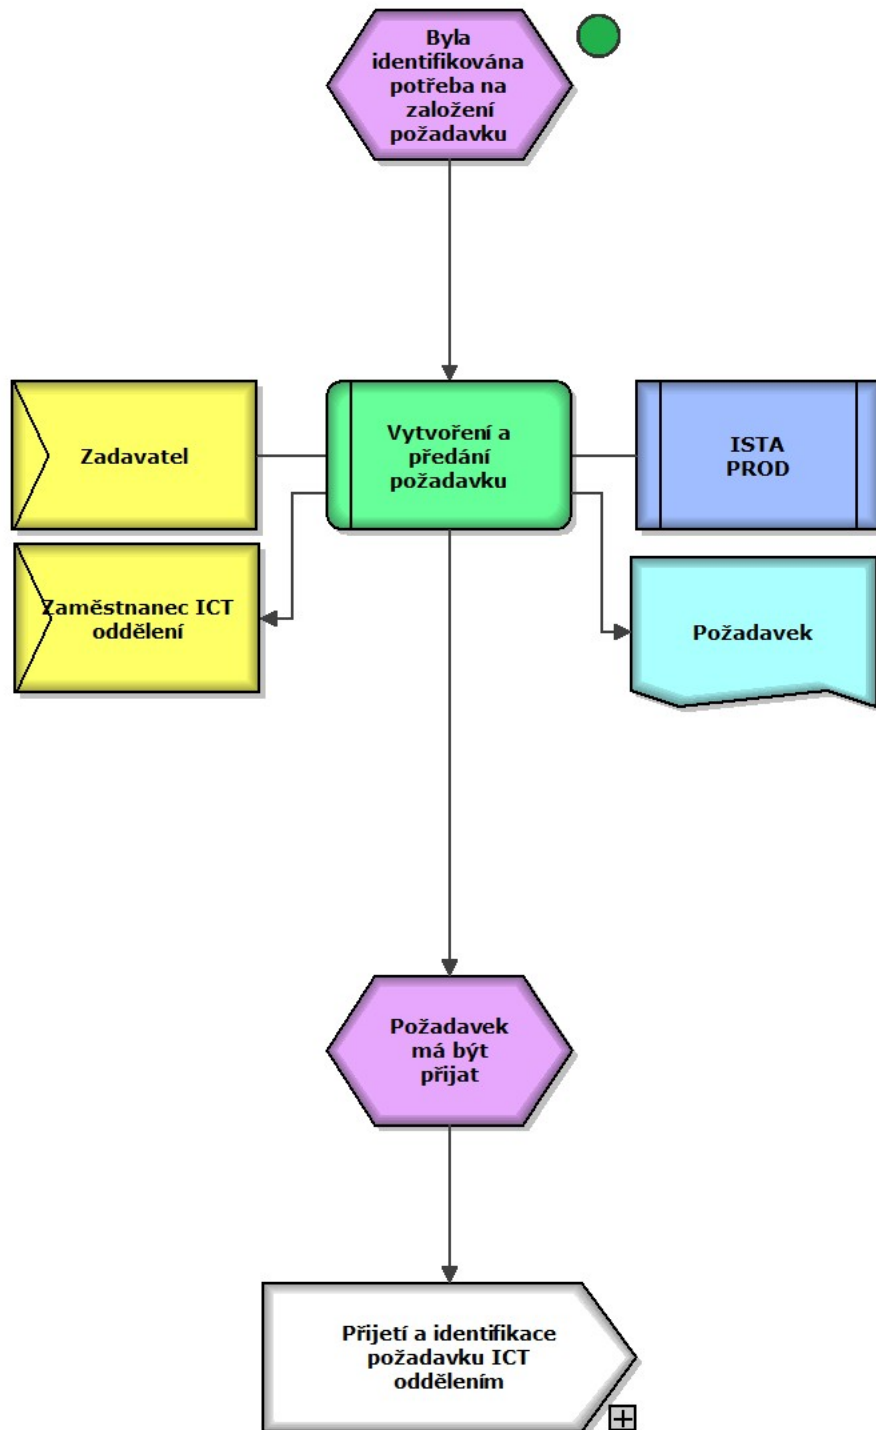 Byla
identifikována
potřeba na
založení
požadavku
Zadavatel
Vytvoření a
předání
požadavku
ISTA
PROD
Zaměstnanec ICT
oddělení
Požadavek
Požadavek
má být
přijat
Přijetí a identifikace
požadavku ICT
oddělením